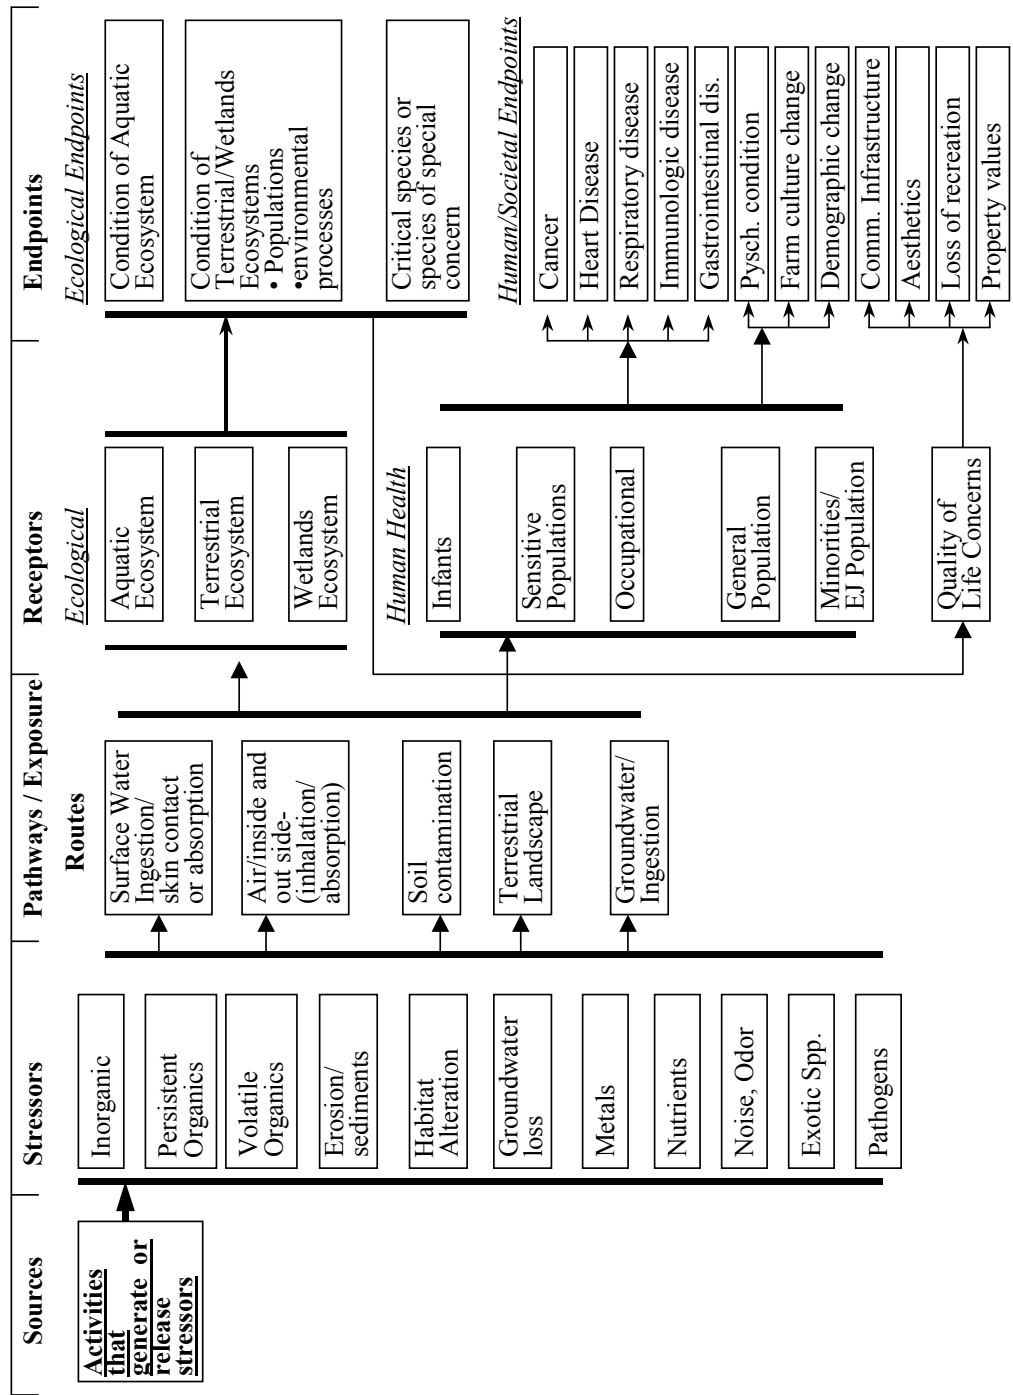 Sources
Activities
that
generate or
release
stressors
Stressors
Inorganic
Persistent
Organics
Volatile
Organics
Erosion/
sediments
Habitat
Alteration
Groundwater
loss
Metals
Nutrients
Noise, Odor
Exotic Spp.
Pathogens
Pathways / Exposure
Routes
Surface Water
Ingestion/
skin contact
or absorption
Air/inside and
out side-
(inhalation/
absorption)
Soil
contamination
Terrestrial
Landscape
Groundwater/
Ingestion
Receptors
Ecological
Aquatic
Ecosystem
Terrestrial
Ecosystem
Wetlands
Ecosystem
Human Health
Infants
Sensitive
Populations
Occupational
General
Population
Minorities/
EJ Population
Quality of
Life Concerns
Endpoints
Ecological Endpoints
Condition of Aquatic
Ecosystem
Condition of
Terrestrial/Wetlands
Ecosystems
• Populations
•environmental
processes
Critical species or
species of special
concern
Human/Societal Endpoints
Cancer
Heart Disease
Respiratory disease
Immunologic disease
Gastrointestinal dis.
Pysch. condition
Farm culture change
Demographic change
Comm. Infrastructure
Aesthetics
Loss of recreation
Property values